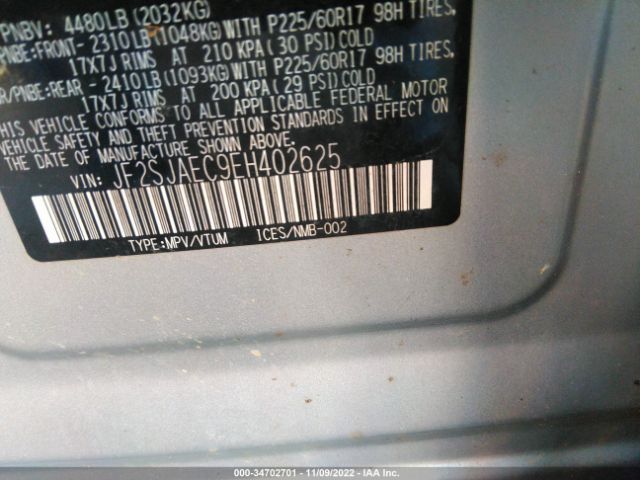 PNBV: 4480LB (2032KG)
PNBE:FRONT- 2310LB (1048KG) WITH P225/60R17 98H TIRES,
17X7J RIMS AT 210 KPA (30 PSI) COLD
R/PNBE:REAR - 2410LB (1093KG) WITH P225/60R17 98H TIRES,
17X7J RIMS AT 200 KPA (29 PSI) COLD
THIS VEHICLE CONFORMS TO ALL APPLICABLE FEDERAL MOTOR
VEHICLE SAFETY AND THEFT PREVENTION STANDARDS IN EFFECT ON
THE DATE OF MANUFACTURE SHOWN ABOVE.
VIN: JF2SJAEC9EH402625
TYPE:MPV/VTUM ICES/NMB-002
000-34702701 - 11/09/2022 - IAA Inc.